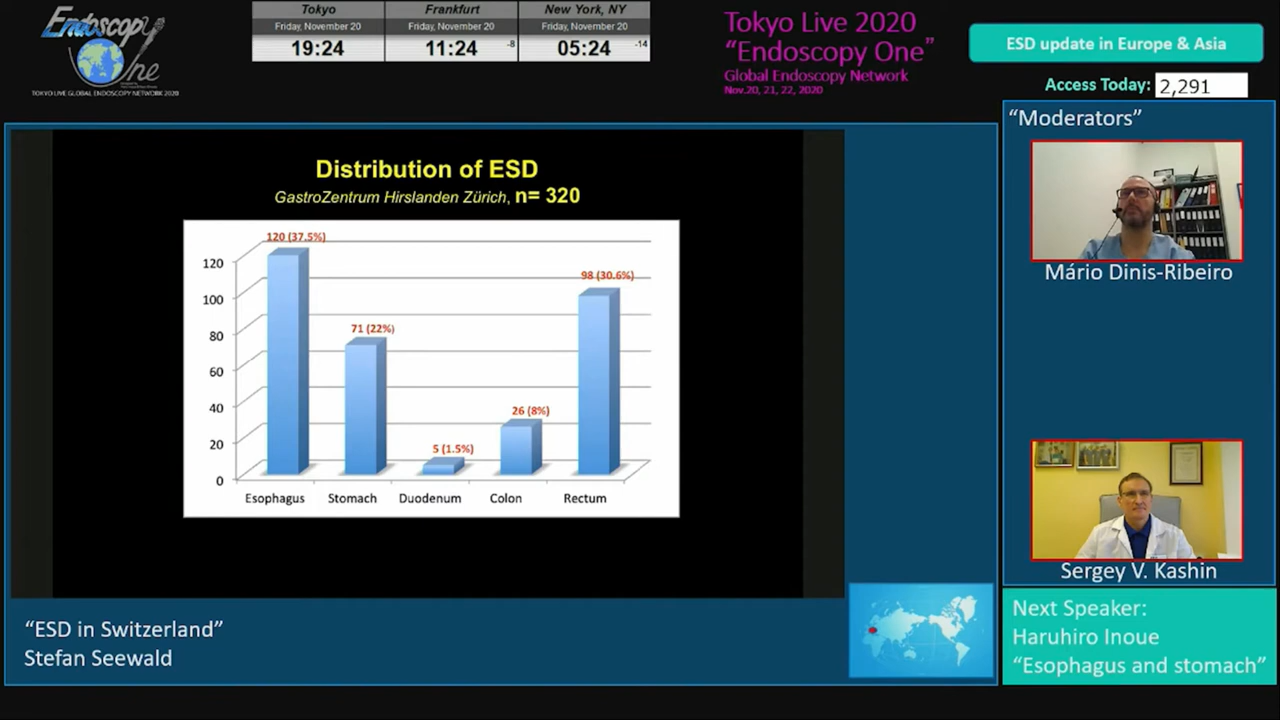 Endoscopy
One
TOKYO LIVE GLOBAL ENDOSCOPY NETWORK 2020
Tokyo
Friday, November 20
19:24
Frankfurt
Friday, November 20
11:24
-8
New York, NY
Friday, November 20
05:24
-14
Tokyo Live 2020
“Endoscopy One”
Global Endoscopy Network
Nov.20, 21, 22, 2020
ESD update in Europe & Asia
Access Today: 2,291
Distribution of ESD
GastroZentrum Hirslanden Zürich, n= 320
120 (37.5%)
71 (22%)
5 (1.5%)
26 (8%)
98 (30.6%)
120
100
80
60
40
20
0
Esophagus Stomach Duodenum Colon Rectum
“Moderators”
Mário Dinis-Ribeiro
Sergey V. Kashin
“ESD in Switzerland”
Stefan Seewald
Next Speaker:
Haruhiro Inoue
“Esophagus and stomach”